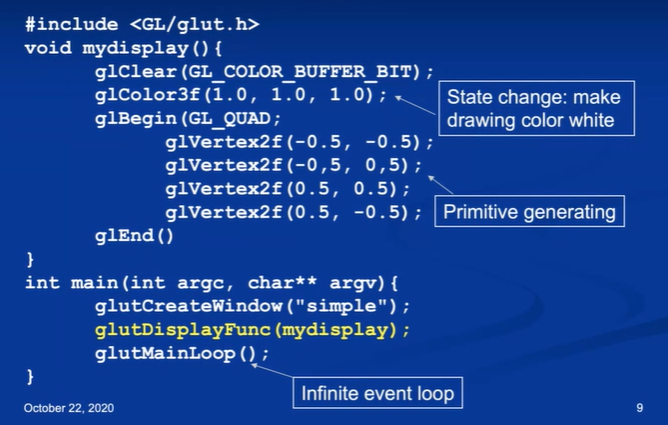 #include <GL/glut.h>
void mydisplay(){
glClear(GL_COLOR_BUFFER_BIT);
glColor3f(1.0, 1.0, 1.0);
State change: make
drawing color white
glBegin(GL_QUAD;
glVertex2f(-0.5, -0.5);
glVertex2f(-0,5, 0,5);
glVertex2f(0.5, 0.5);
glVertex2f(0.5, -0.5);
Primitive generating
glEnd()
}
int main(int argc, char** argv){
glutCreateWindow("simple");
glutDisplayFunc(mydisplay);
glutMainLoop();
}
Infinite event loop
October 22, 2020
9